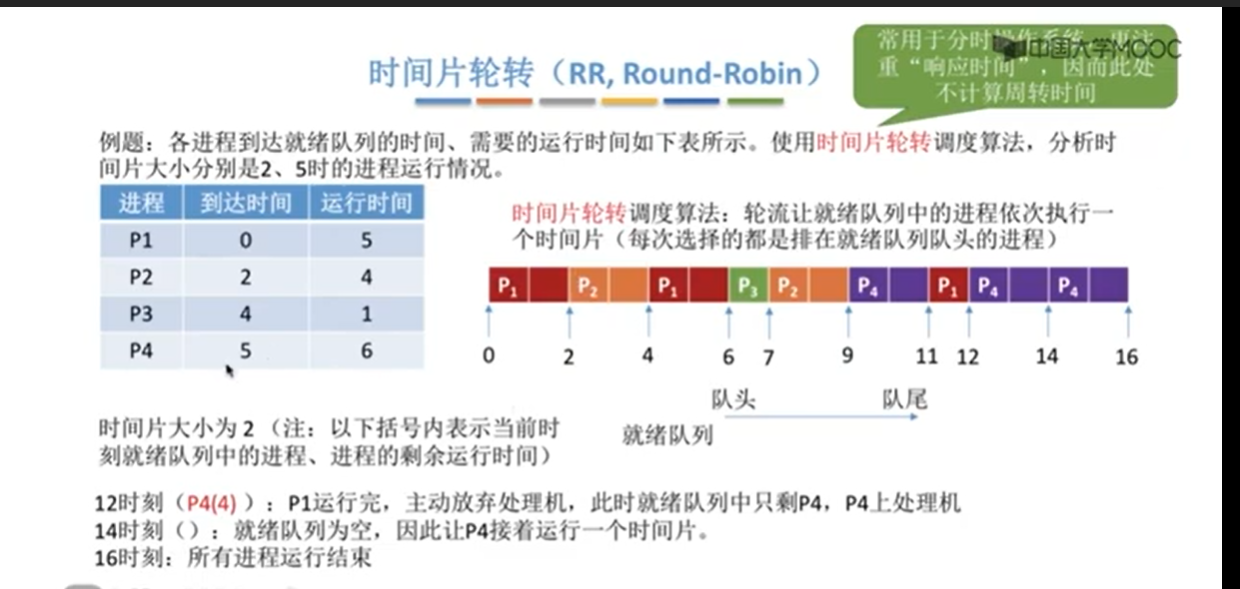 时间片轮转（RR, Round-Robin）
常用于分时操作系统，更注
重“响应时间”，因而此处
不计算周转时间
中国大学MOOC
例题：各进程到达就绪队列的时间、需要的运行时间如下表所示。使用时间片轮转调度算法，分析时
间片大小分别是2、5时的进程运行情况。
进程 到达时间 运行时间
P1 0 5
P2 2 4
P3 4 1
P4 5 6
时间片轮转调度算法：轮流让就绪队列中的进程依次执行一
个时间片（每次选择的都是排在就绪队列队头的进程）
P1 P2 P1 P3 P2 P4 P1 P4 P4
0 2 4 6 7 9 11 12 14 16
队头 队尾
就绪队列
时间片大小为 2（注：以下括号内表示当前时
刻就绪队列中的进程、进程的剩余运行时间）
12时刻（P4(4)）：P1运行完，主动放弃处理机，此时就绪队列中只剩P4，P4上处理机
14时刻（）：就绪队列为空，因此让P4接着运行一个时间片。
16时刻：所有进程运行结束